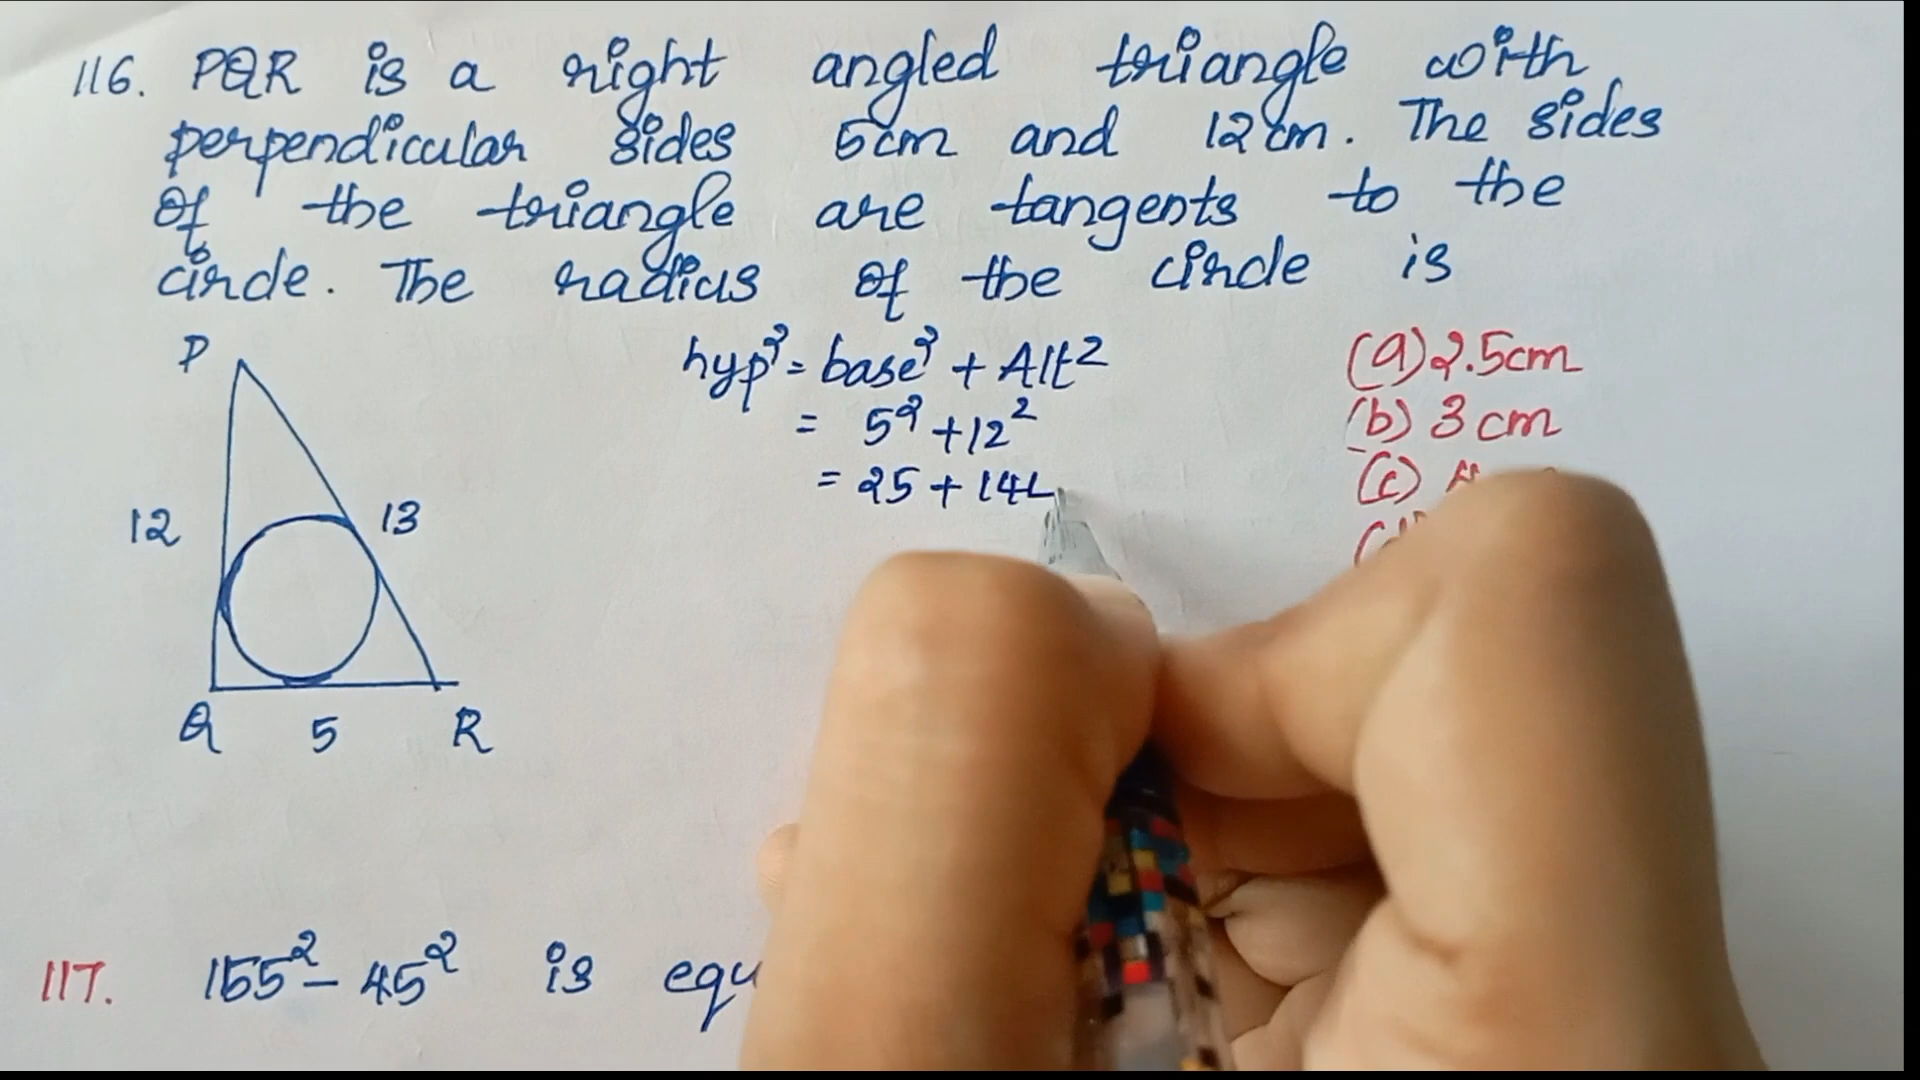 116. PQR is a right angled triangle with
perpendicular sides 5cm and 12cm. The sides
of the triangle are tangents to the
circle. The radius of the circle is
P
hyp² = base² + Alt²
(a) 2.5cm
= 5² + 12²
(b) 3 cm
= 25 + 144
(c)
12
13
Q 5 R
117. 155² - 45² is